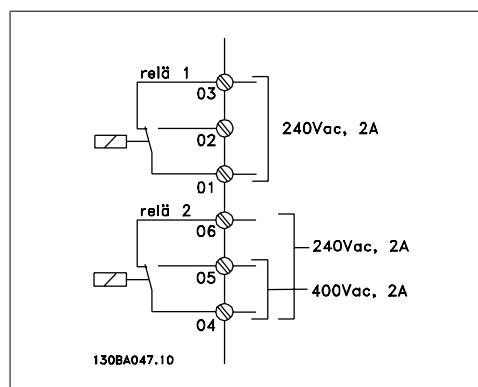 relä 1
03
02
240Vac, 2A
01
relä 2
06
240Vac, 2A
05
400Vac, 2A
04
130BA047.10